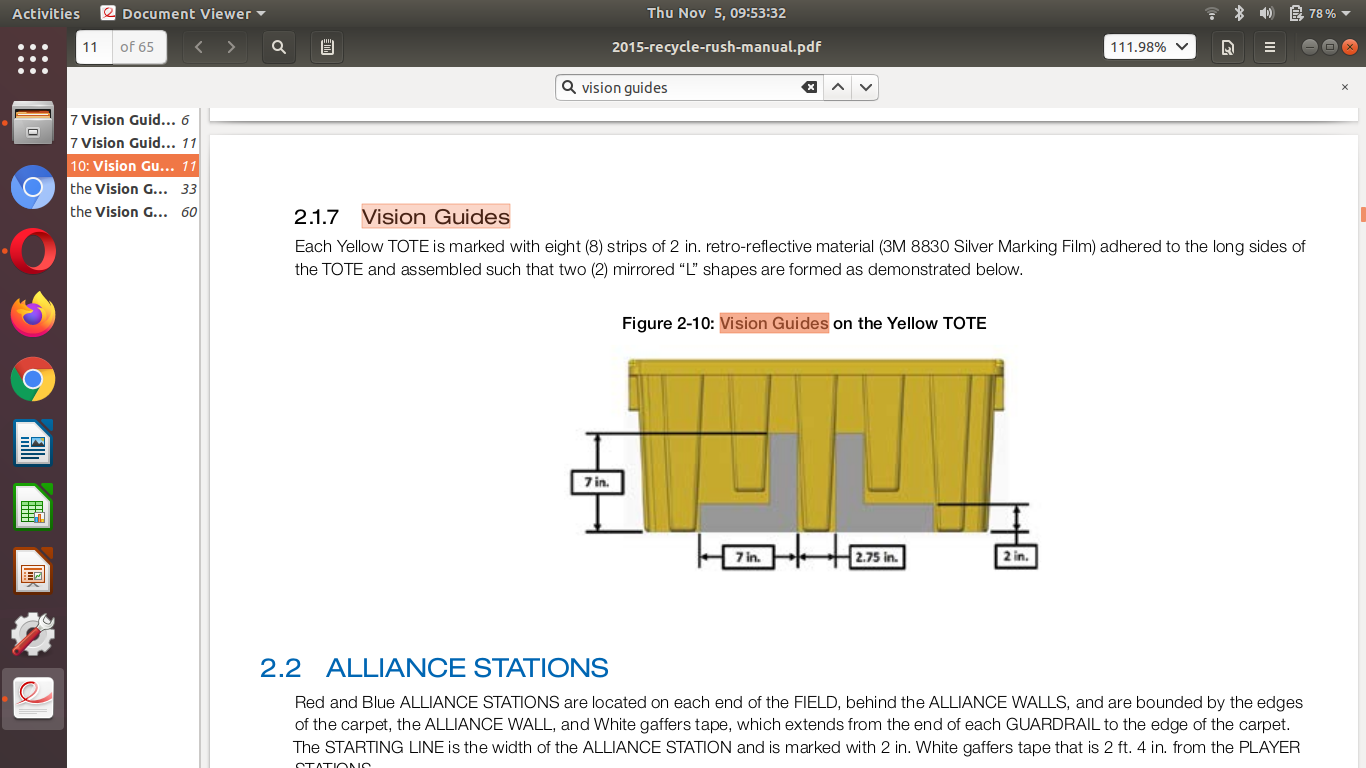 Activities Document Viewer Thu Nov 5, 09:53:32 78 %
11 of 65 2015-recycle-rush-manual.pdf 111.98%
vision guides
7 Vision Guid... 6
7 Vision Guid... 11
10: Vision Gu... 11
the Vision G... 33
the Vision G... 60
2.1.7 Vision Guides
Each Yellow TOTE is marked with eight (8) strips of 2 in. retro-reflective material (3M 8830 Silver Marking Film) adhered to the long sides of
the TOTE and assembled such that two (2) mirrored “L” shapes are formed as demonstrated below.
Figure 2-10: Vision Guides on the Yellow TOTE
7 in.
7 in. 2.75 in. 2 in.
2.2 ALLIANCE STATIONS
Red and Blue ALLIANCE STATIONS are located on each end of the FIELD, behind the ALLIANCE WALLS, and are bounded by the edges
of the carpet, the ALLIANCE WALL, and White gaffers tape, which extends from the end of each GUARDRAIL to the edge of the carpet.
The STARTING LINE is the width of the ALLIANCE STATION and is marked with 2 in. White gaffers tape that is 2 ft. 4 in. from the PLAYER
STATIONS